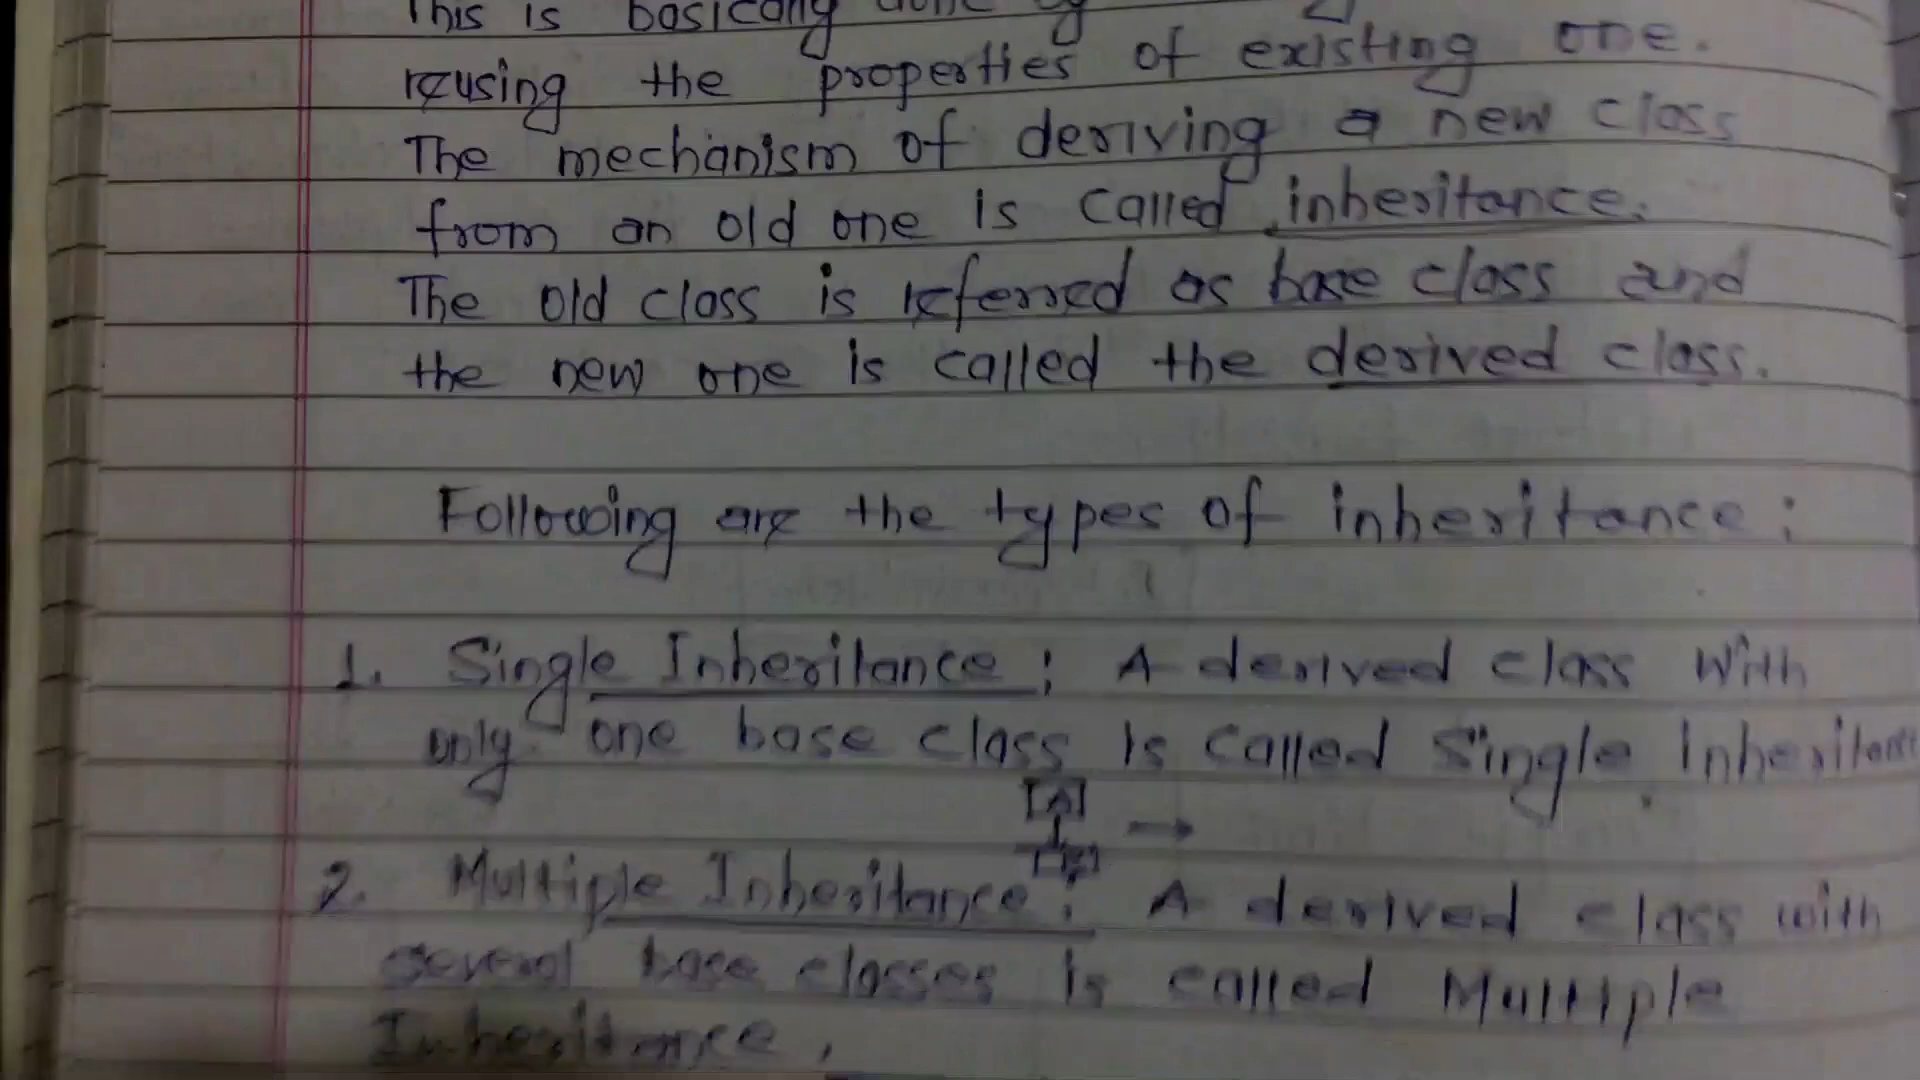 This is basically done by
reusing the properties of existing one.
The mechanism of deriving a new class
from an old one is called inheritance.
The old class is referred as base class and
the new one is called the derived class.
Following are the types of inheritance:
1. Single Inheritance: A derived class with
only one base class is called Single Inheritan
[A] →
[B]
2. Multiple Inheritance: A derived class with
several base classes is called Multiple
Inheritance.